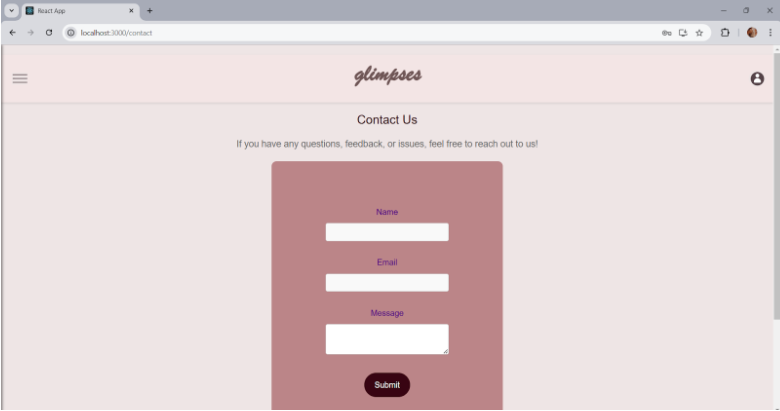 React App
localhost:3000/contact
glimpses
Contact Us
If you have any questions, feedback, or issues, feel free to reach out to us!
Name
Email
Message
Submit